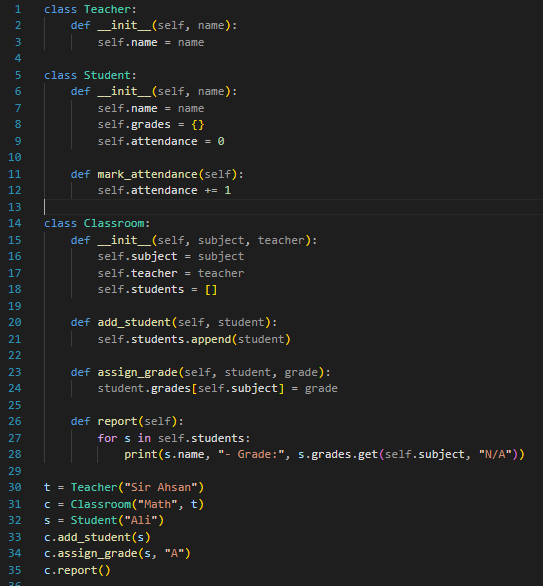 1 class Teacher:
2     def __init__(self, name):
3         self.name = name
4
5 class Student:
6     def __init__(self, name):
7         self.name = name
8         self.grades = {}
9         self.attendance = 0
10
11     def mark_attendance(self):
12         self.attendance += 1
13
14 class Classroom:
15     def __init__(self, subject, teacher):
16         self.subject = subject
17         self.teacher = teacher
18         self.students = []
19
20     def add_student(self, student):
21         self.students.append(student)
22
23     def assign_grade(self, student, grade):
24         student.grades[self.subject] = grade
25
26     def report(self):
27         for s in self.students:
28             print(s.name, "- Grade:", s.grades.get(self.subject, "N/A"))
29
30 t = Teacher("Sir Ahsan")
31 c = Classroom("Math", t)
32 s = Student("Ali")
33 c.add_student(s)
34 c.assign_grade(s, "A")
35 c.report()
36